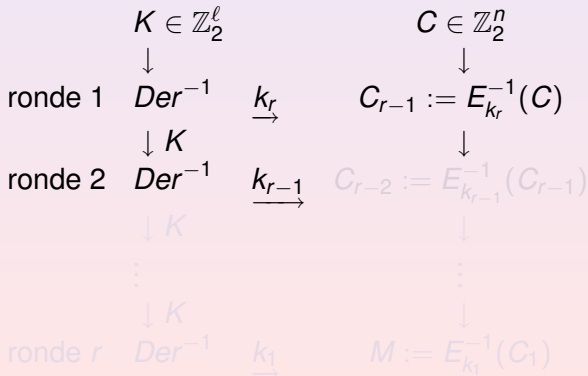 K ∈ ℤ₂^ℓ C ∈ ℤ₂ⁿ
↓ ↓
ronde 1 Der⁻¹ k_r → C_{r−1} := E_{k_r}^{−1}(C)
↓ K ↓
ronde 2 Der⁻¹ k_{r−1} → C_{r−2} := E_{k_{r−1}}^{−1}(C_{r−1})
↓ K ↓
⋮ ⋮
↓ K ↓
ronde r Der⁻¹ k₁ → M := E_{k₁}^{−1}(C₁)